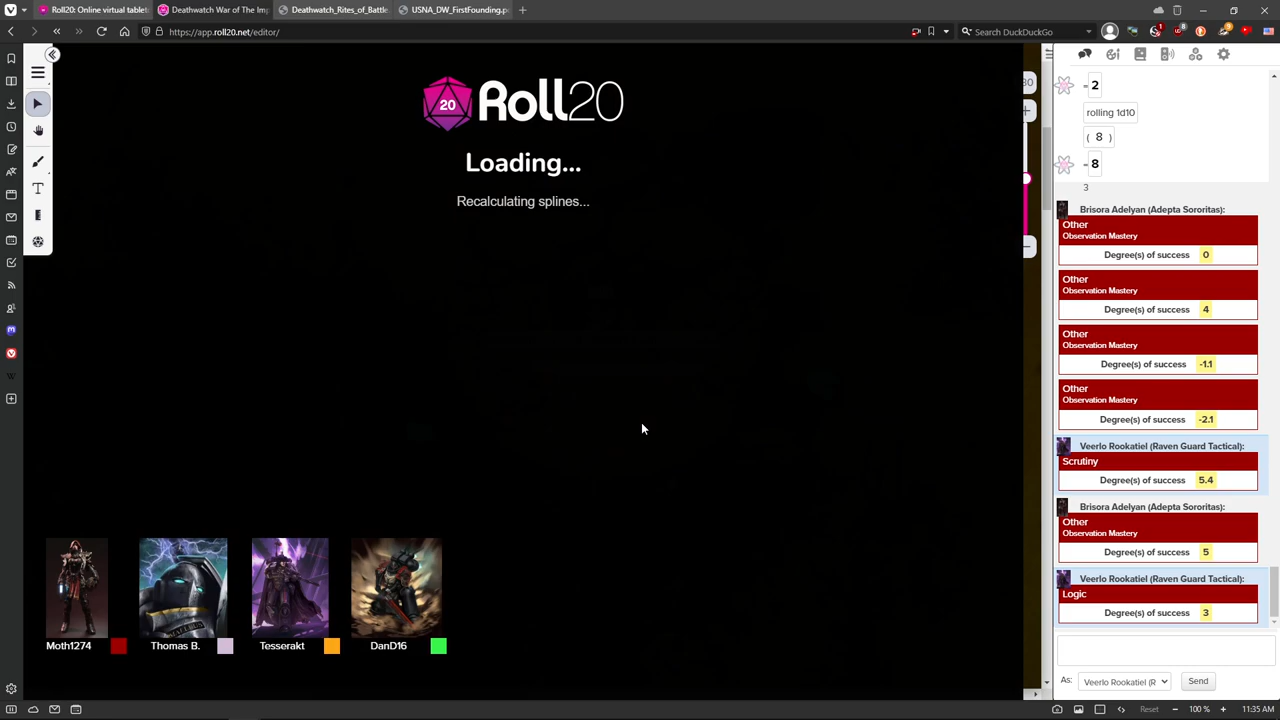 Roll20: Online virtual tablet
Deathwatch War of The Imp
Deathwatch_Rites_of_Battle
USNA_DW_FirstFounding.p
https://app.roll20.net/editor/
Search DuckDuckGo
20
Roll20
Loading...
Recalculating splines...
=2
rolling 1d10
( 8 )
=8
3
Brisora Adelyan (Adepta Sororitas):
Other
Observation Mastery
Degree(s) of success 0
Other
Observation Mastery
Degree(s) of success 4
Other
Observation Mastery
Degree(s) of success -1.1
Other
Observation Mastery
Degree(s) of success -2.1
Veerlo Rookatiel (Raven Guard Tactical):
Scrutiny
Degree(s) of success 5.4
Brisora Adelyan (Adepta Sororitas):
Other
Observation Mastery
Degree(s) of success 5
Veerlo Rookatiel (Raven Guard Tactical):
Logic
Degree(s) of success 3
Moth1274
Thomas B.
Tesserakt
DanD16
As:
Veerlo Rookatiel (R
Send
Reset
100 %
11:35 AM